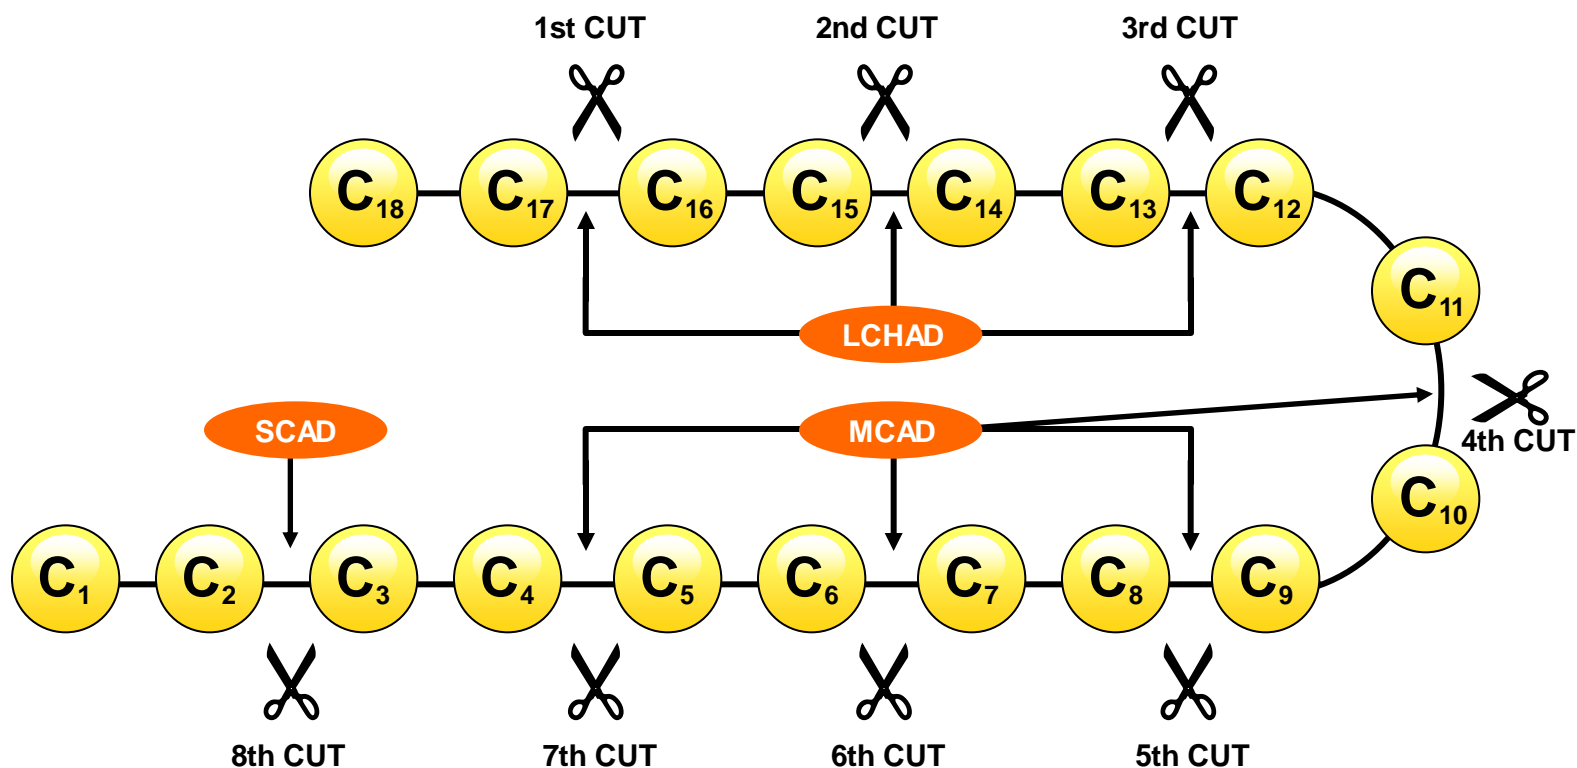 1st CUT 2nd CUT 3rd CUT
C18 C17 C16 C15 C14 C13 C12
C11
LCHAD
SCAD MCAD
4th CUT
C10
C1 C2 C3 C4 C5 C6 C7 C8 C9
8th CUT 7th CUT 6th CUT 5th CUT